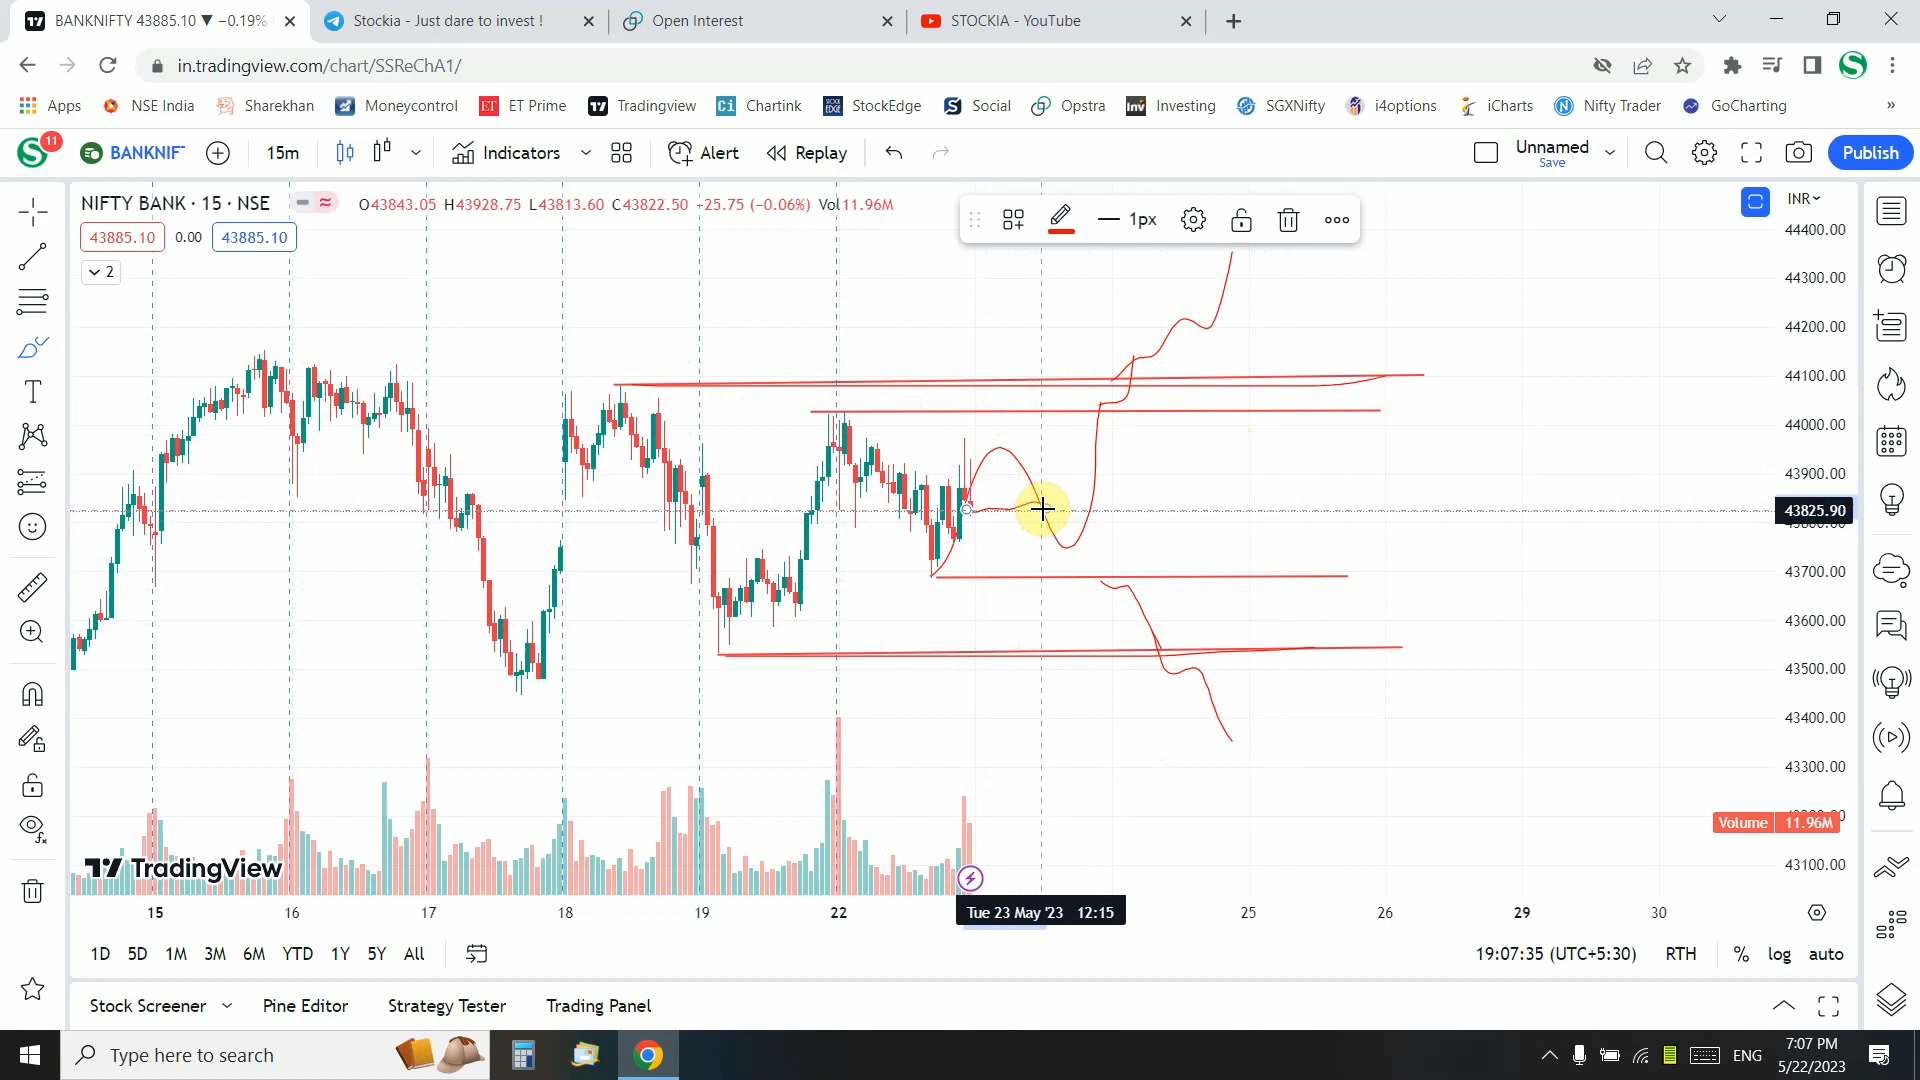 BANKNIFTY 43885.10 ▼ −0.19%
Stockia - Just dare to invest !
Open Interest
STOCKIA - YouTube
in.tradingview.com/chart/SSReChA1/
Apps NSE India Sharekhan Moneycontrol ET Prime Tradingview Chartink StockEdge Social Opstra Investing SGXNifty i4options iCharts Nifty Trader GoCharting »
11 BANKNIF 15m Indicators Alert Replay Unnamed Save Publish
NIFTY BANK · 15 · NSE O43843.05 H43928.75 L43813.60 C43822.50 −25.75 (−0.06%) Vol11.96M
1px
INR
43885.10 0.00 43885.10
2
44400.00
44300.00
44200.00
44100.00
44000.00
43900.00
43825.90
43700.00
43600.00
43500.00
43400.00
43300.00
Volume 11.96M
43100.00
TradingView
15 16 17 18 19 22 Tue 23 May '23 12:15 25 26 29 30
1D 5D 1M 3M 6M YTD 1Y 5Y All 19:07:35 (UTC+5:30) RTH % log auto
Stock Screener Pine Editor Strategy Tester Trading Panel
Type here to search
ENG
7:07 PM
5/22/2023